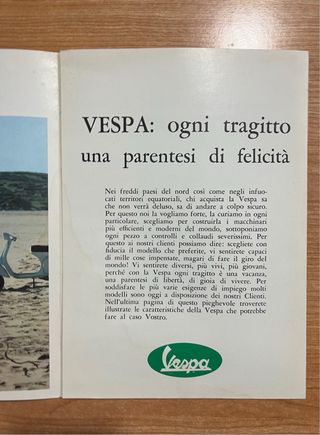 VESPA: ogni tragitto
una parentesi di felicità
Nei freddi paesi del nord così come negli infuo-
cati territori equatoriali, chi acquista la Vespa sa
che non verrà deluso, sa di andare a colpo sicuro.
Per questo noi la vogliamo forte, la curiamo in ogni
particolare, scegliamo per costruirla i macchinari
più efficienti e moderni del mondo, sottoponiamo
ogni pezzo a controlli e collaudi severissimi. Per
questo ai nostri clienti possiamo dire: scegliete con
fiducia il modello che preferite, vi sentirete capaci
di mille cose impensate, magari di fare il giro del
mondo! Vi sentirete diversi, più vivi, più giovani,
perché con la Vespa ogni tragitto è una vacanza,
una parentesi di libertà, di gioia di vivere. Per
soddisfare le più varie esigenze di impiego molti
modelli sono oggi a disposizione dei nostri Clienti.
Nell'ultima pagina di questo pieghevole troverete
illustrate le caratteristiche della Vespa che potrebbe
fare al caso Vostro.
Vespa